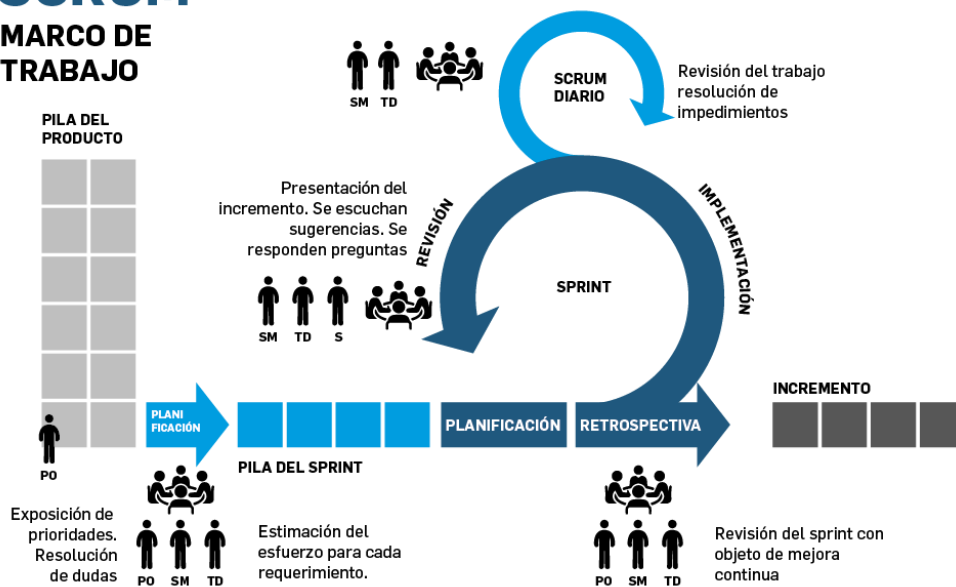 SCRUM
MARCO DE
TRABAJO
PILA DEL
PRODUCTO
PO
SM TD
SCRUM
DIARIO
Revisión del trabajo
resolución de
impedimientos
Presentación del
incremento. Se escuchan
sugerencias. Se
responden preguntas
SM TD S
REVISIÓN
SPRINT
IMPLEMENTACIÓN
PLANI
FICACIÓN
PILA DEL SPRINT
PLANIFICACIÓN
RETROSPECTIVA
INCREMENTO
Exposición de
prioridades.
Resolución
de dudas
PO SM TD
Estimación del
esfuerzo para cada
requerimiento.
PO SM TD
Revisión del sprint con
objeto de mejora
continua